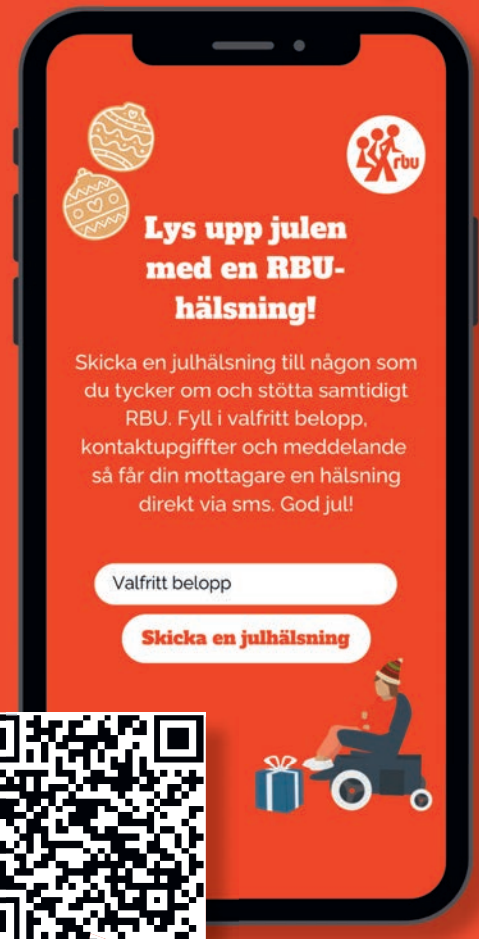 rbu
Lys upp julen
med en RBU-
hälsning!
Skicka en julhälsning till någon som
du tycker om och stötta samtidigt
RBU. Fyll i valfritt belopp,
kontaktupgiffter och meddelande
så får din mottagare en hälsning
direkt via sms. God jul!
Valfritt belopp
Skicka en julhälsning